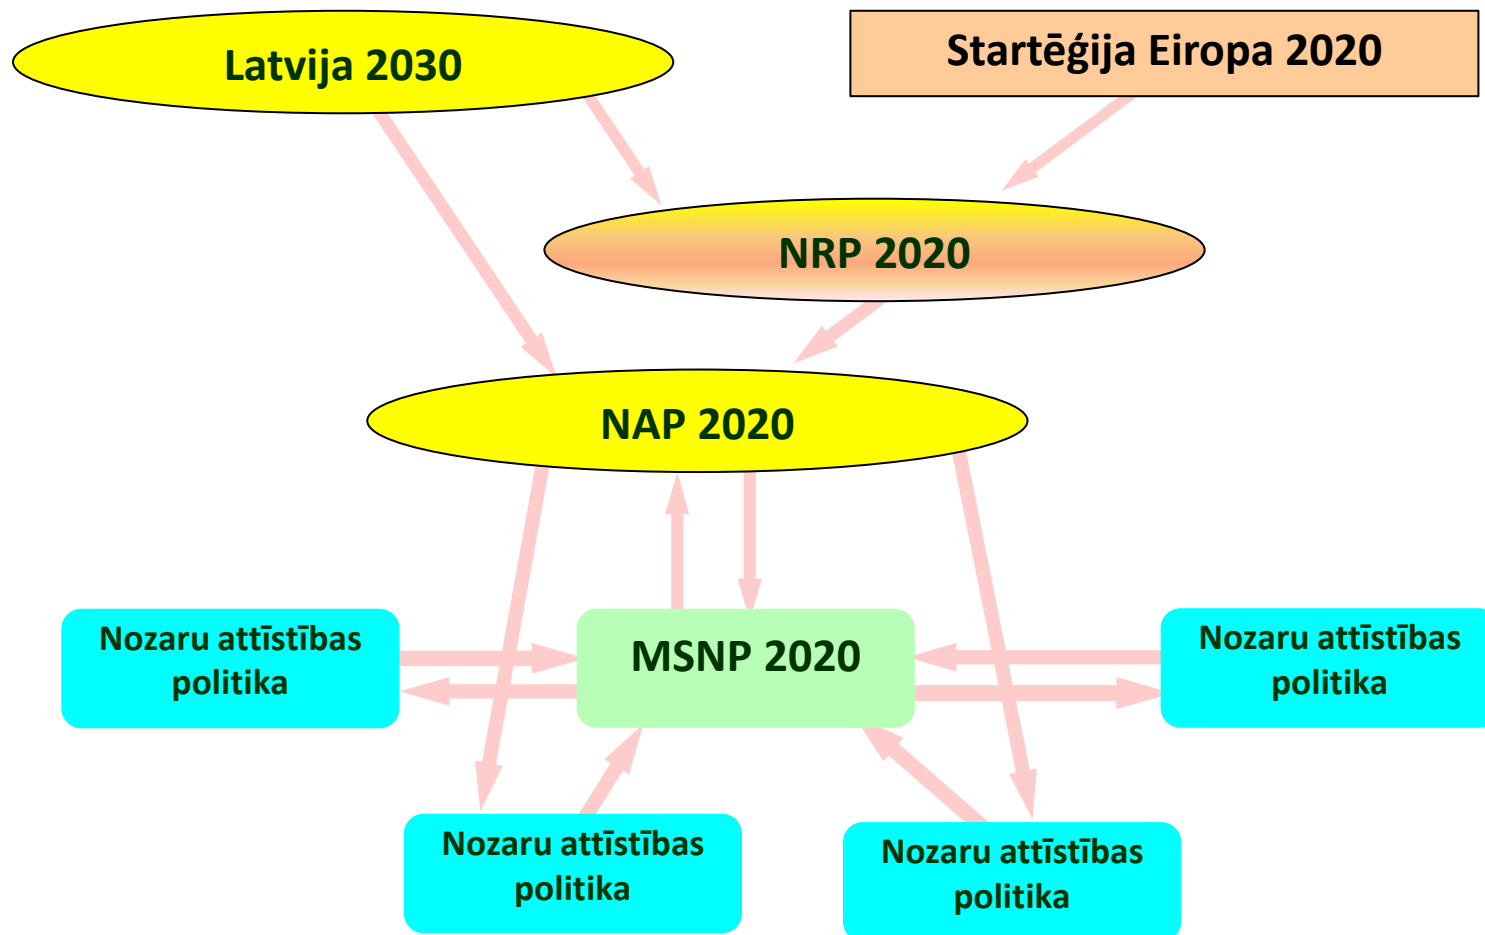 Latvija 2030
Startēģija Eiropa 2020
NRP 2020
NAP 2020
Nozaru attīstības
politika
MSNP 2020
Nozaru attīstības
politika
Nozaru attīstības
politika
Nozaru attīstības
politika